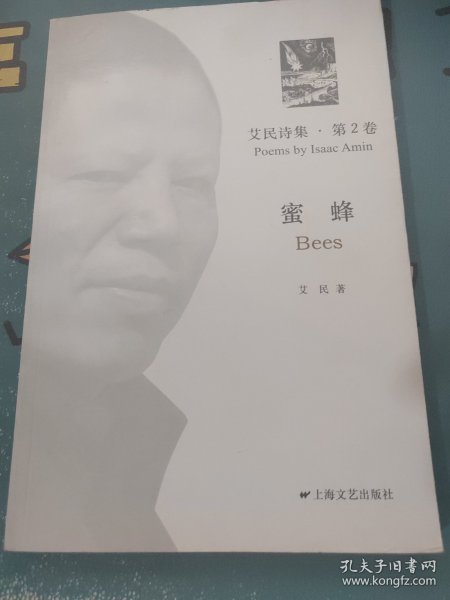 艾民诗集·第2卷
Poems by Isaac Amin
蜜 蜂
Bees
艾 民 著
上海文艺出版社
孔夫子旧书网
www.kongfz.com